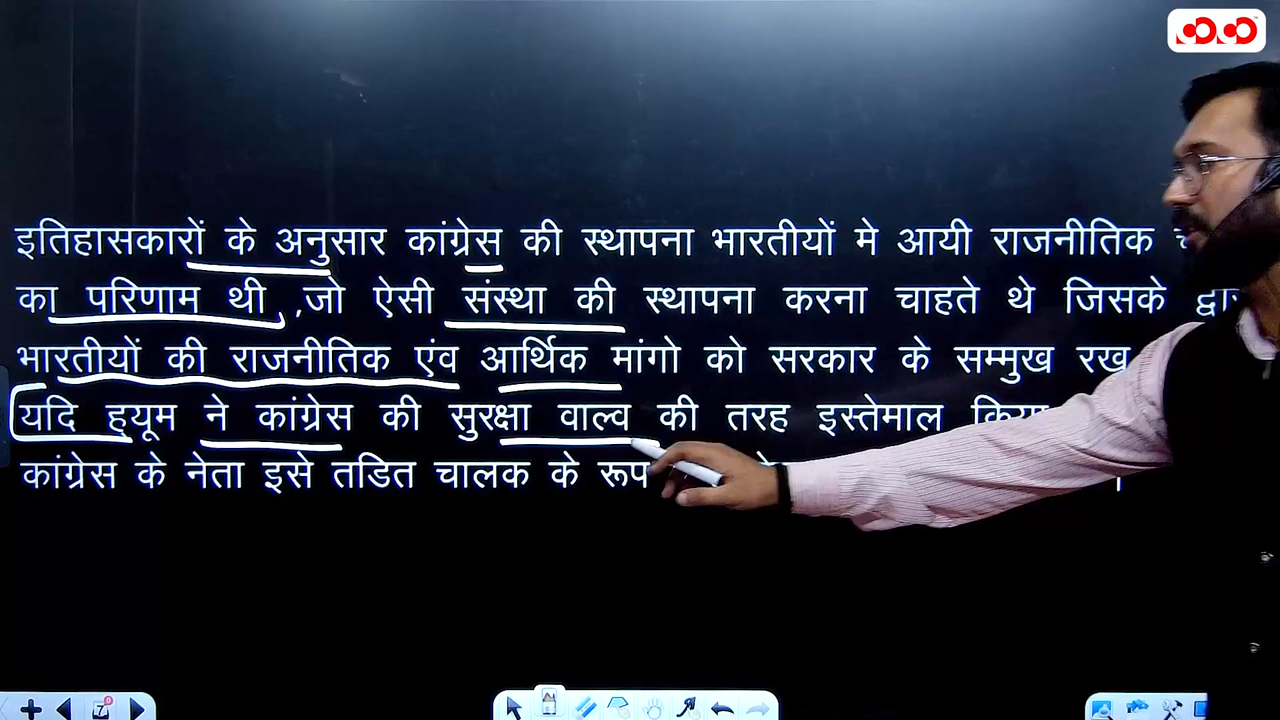 इतिहासकारों के अनुसार कांग्रेस की स्थापना भारतीयों मे आयी राजनीतिक
का परिणाम थी ,जो ऐसी संस्था की स्थापना करना चाहते थे जिसके
भारतीयों की राजनीतिक एंव आर्थिक मांगो को सरकार के सम्मुख रख
यदि ह्यूम ने कांग्रेस की सुरक्षा वाल्व की तरह इस्तेमाल किया
कांग्रेस के नेता इसे तडित चालक के रूप